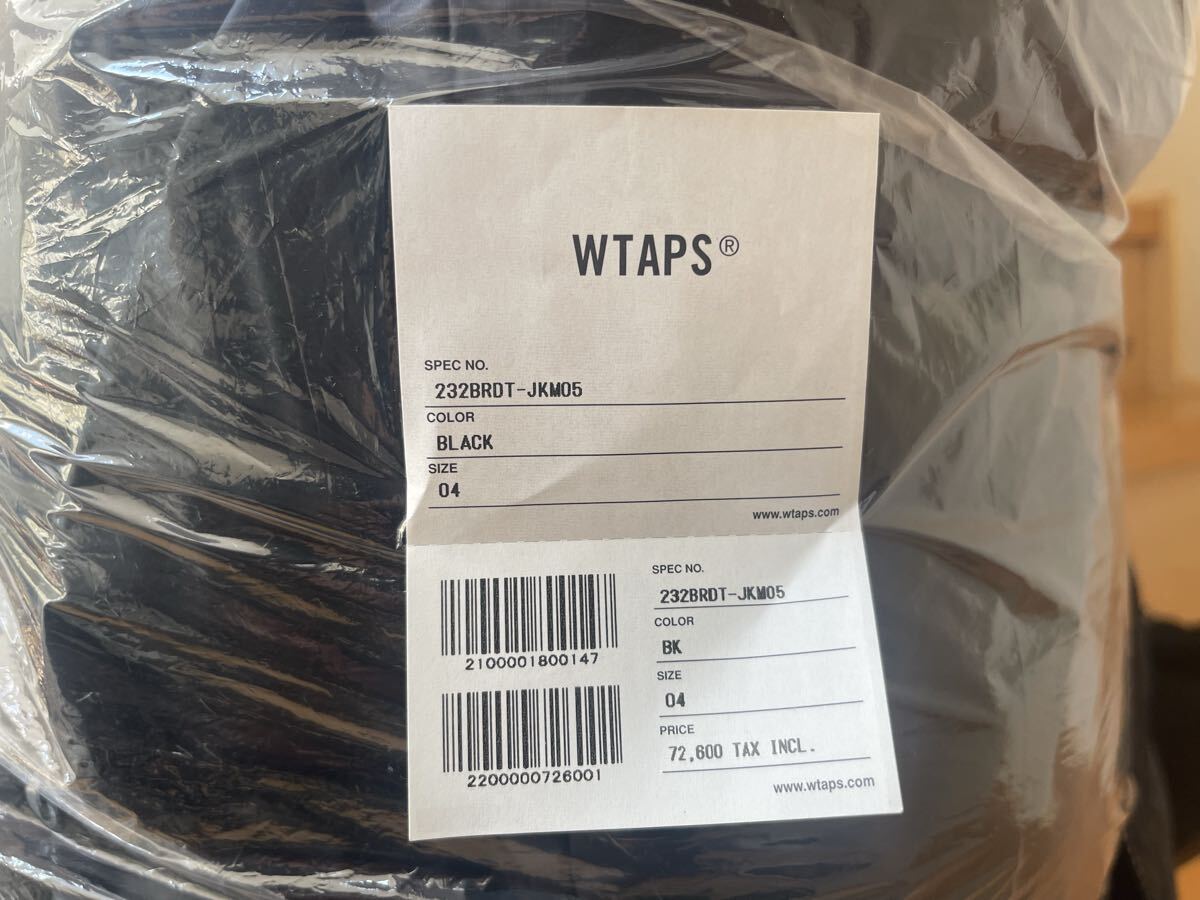 WTAPS®
SPEC NO.
232BRDT-JKM05
COLOR
BLACK
SIZE
04
www.wtaps.com
2100001800147
2200000726001
SPEC NO.
232BRDT-JKM05
COLOR
BK
SIZE
04
PRICE
72,600 TAX INCL.
www.wtaps.com